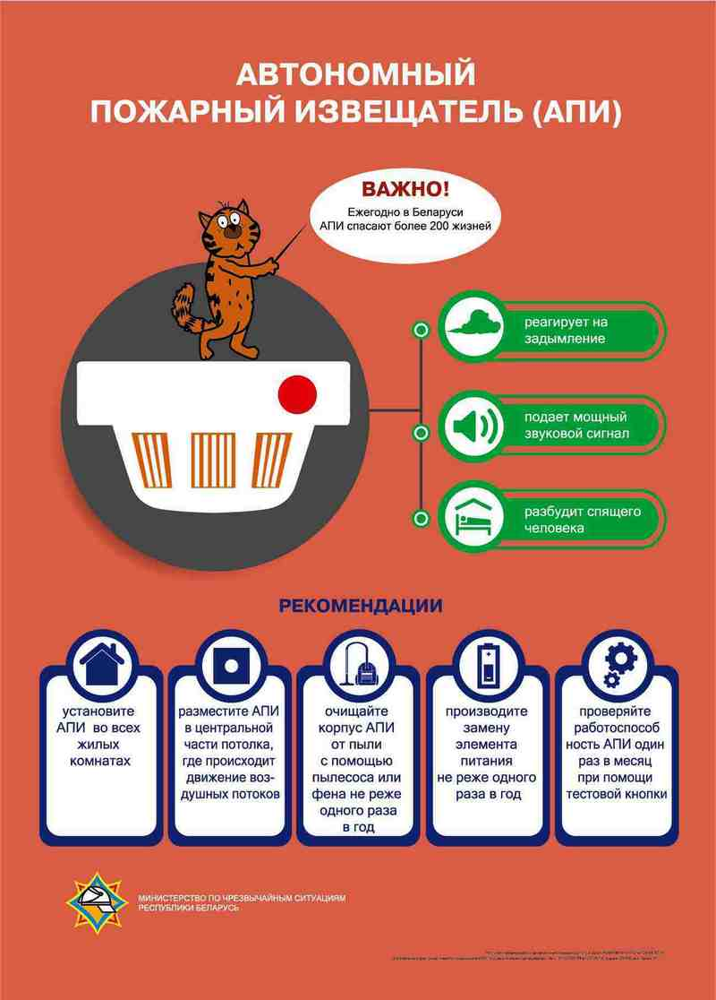 АВТОНОМНЫЙ
ПОЖАРНЫЙ ИЗВЕЩАТЕЛЬ (АПИ)
ВАЖНО!
Ежегодно в Беларуси
АПИ спасают более 200 жизней
реагирует на
задымление
подает мощный
звуковой сигнал
разбудит спящего
человека
РЕКОМЕНДАЦИИ
установите
АПИ во всех
жилых
комнатах
разместите АПИ
в центральной
части потолка,
где происходит
движение воз-
душных потоков
очищайте
корпус АПИ
от пыли
с помощью
пылесоса или
фена не реже
одного раза
в год
производите
замену
элемента
питания
не реже одного
раза в год
проверяйте
работоспособ
ность АПИ один
раз в месяц
при помощи
тестовой кнопки
МИНИСТЕРСТВО ПО ЧРЕЗВЫЧАЙНЫМ СИТУАЦИЯМ
РЕСПУБЛИКИ БЕЛАРУСЬ